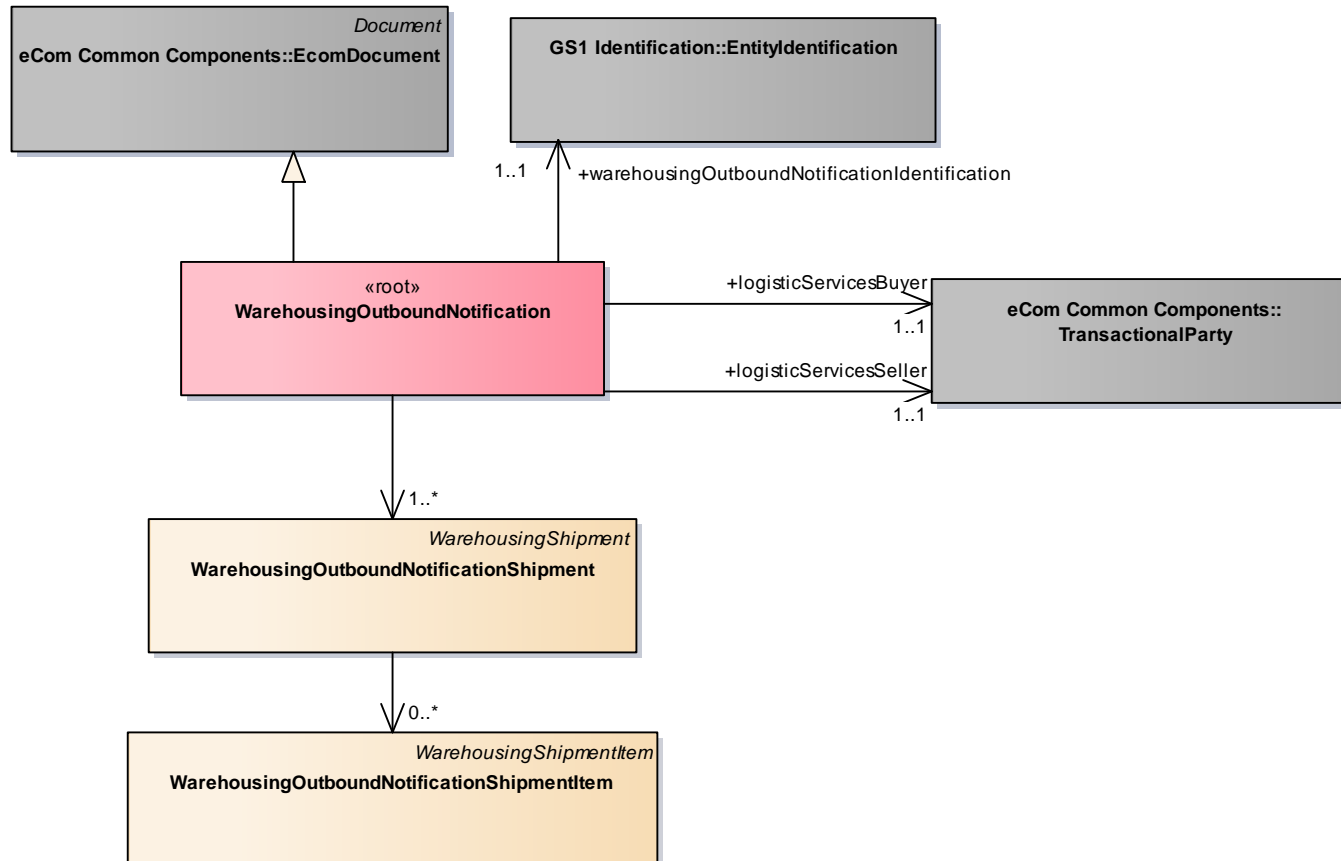 Document
eCom Common Components::EcomDocument
GS1 Identification::EntityIdentification
1..1
+warehousingOutboundNotificationIdentification
«root»
WarehousingOutboundNotification
+logisticServicesBuyer
1..1
eCom Common Components::
TransactionalParty
+logisticServicesSeller
1..1
1..*
WarehousingShipment
WarehousingOutboundNotificationShipment
0..*
WarehousingShipmentItem
WarehousingOutboundNotificationShipmentItem